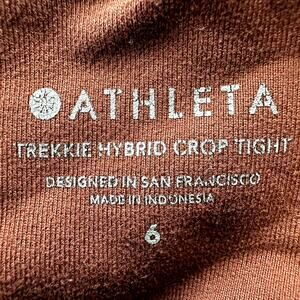 ATHLETA
TREKKIE HYBRID CROP TIGHT
DESIGNED IN SAN FRANCISCO
MADE IN INDONESIA
6